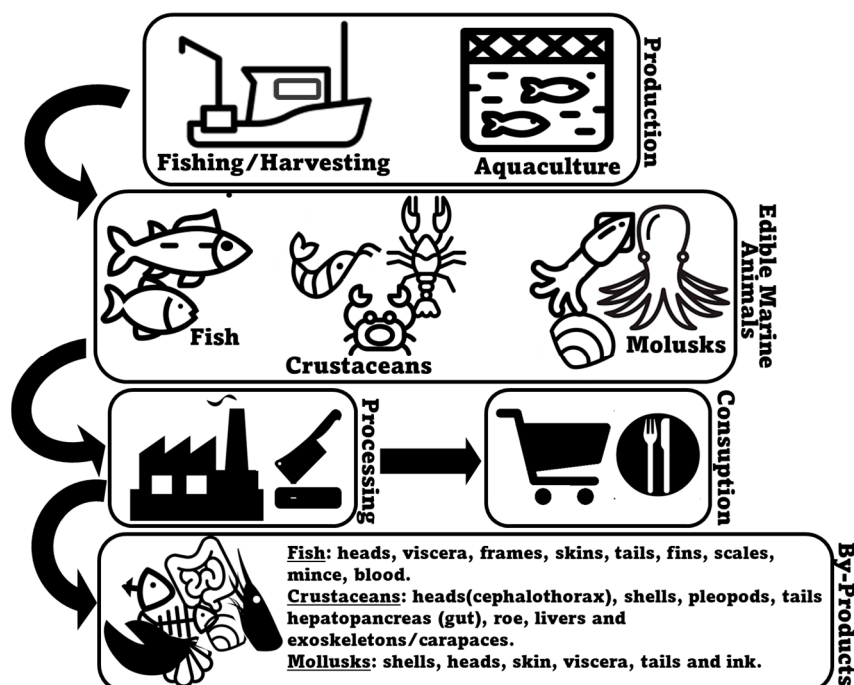 Production
Fishing/Harvesting
Aquaculture
Edible Marine
Animals
Fish
Crustaceans
Molusks
Processing
Consuption
By-Products
Fish: heads, viscera, frames, skins, tails, fins, scales,
mince, blood.
Crustaceans: heads(cephalothorax), shells, pleopods, tails
hepatopancreas (gut), roe, livers and
exoskeletons/carapaces.
Mollusks: shells, heads, skin, viscera, tails and ink.